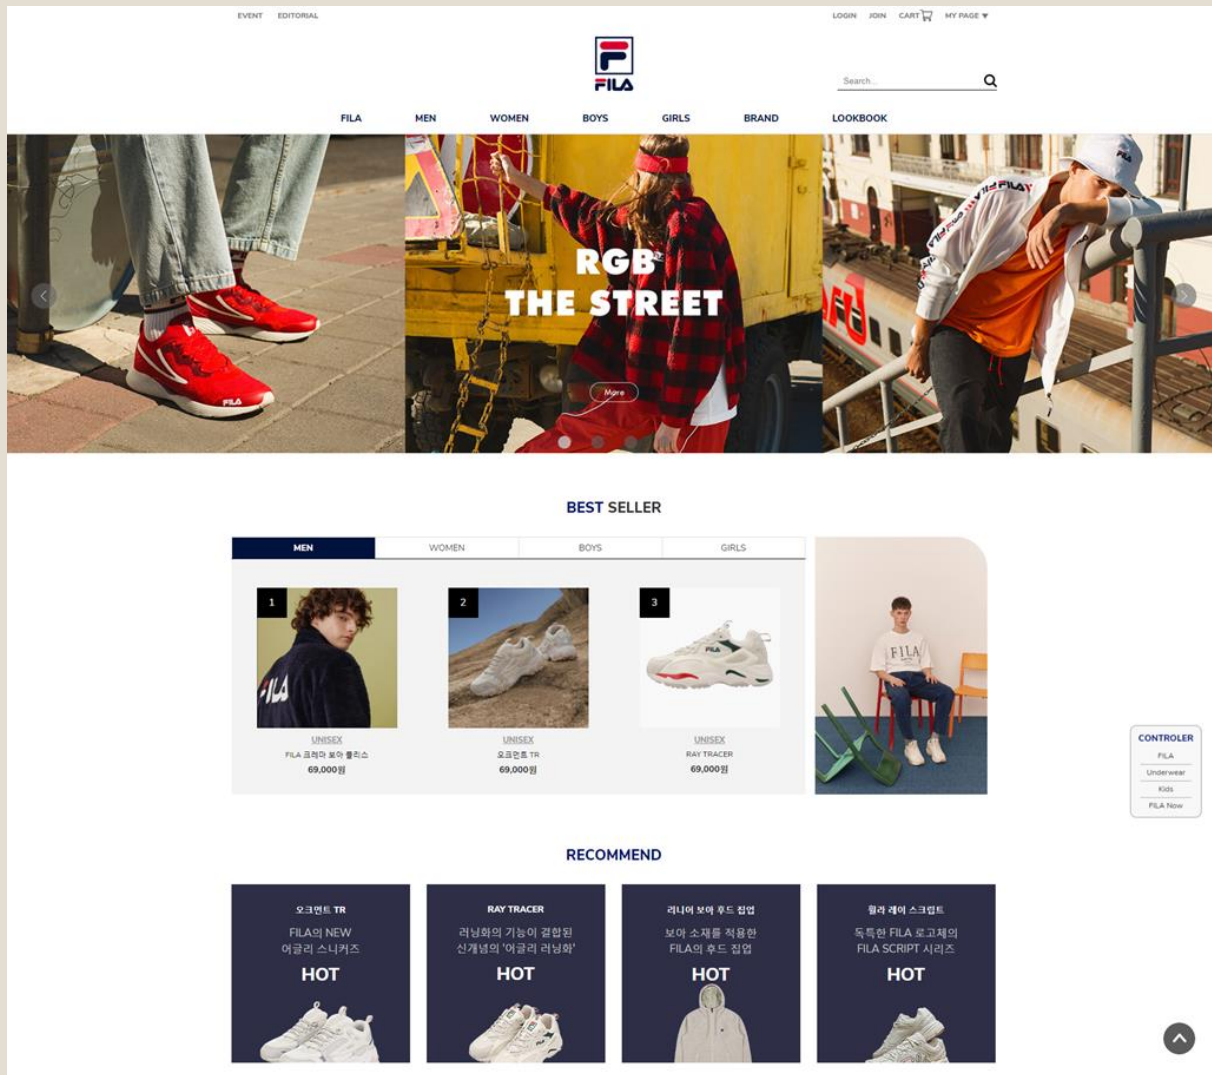 EVENT EDITORIAL
LOGIN JOIN CART MY PAGE ▼
FILA
Search...
FILA MEN WOMEN BOYS GIRLS BRAND LOOKBOOK
FILA
FILA
RGB
THE STREET
More
FILA
BEST SELLER
MEN WOMEN BOYS GIRLS
1 2 3
FILA
FILA
FILA
UNISEX UNISEX UNISEX
FILA 크레마 보아 플리스 오크먼트 TR RAY TRACER
69,000원 69,000원 69,000원
CONTROLER
FILA
Underwear
Kids
FILA Now
RECOMMEND
오크먼트 TR
FILA의 NEW
어글리 스니커즈
HOT
RAY TRACER
러닝화의 기능이 결합된
신개념의 '어글리 러닝화'
HOT
리니어 보아 후드 집업
보아 소재를 적용한
FILA의 후드 집업
HOT
휠라 레이 스크립트
독특한 FILA 로고체의
FILA SCRIPT 시리즈
HOT